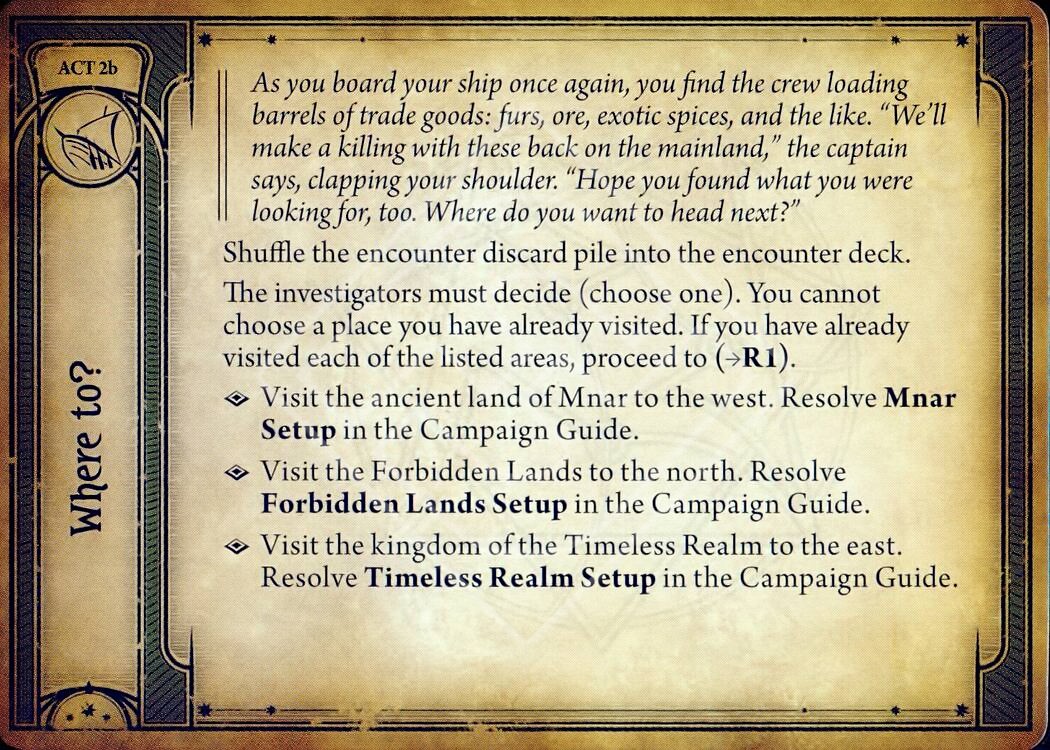 ACT 2b
Where to?
As you board your ship once again, you find the crew loading
barrels of trade goods: furs, ore, exotic spices, and the like. “We’ll
make a killing with these back on the mainland,” the captain
says, clapping your shoulder. “Hope you found what you were
looking for, too. Where do you want to head next?”
Shuffle the encounter discard pile into the encounter deck.
The investigators must decide (choose one). You cannot
choose a place you have already visited. If you have already
visited each of the listed areas, proceed to (→R1).
Visit the ancient land of Mnar to the west. Resolve Mnar
Setup in the Campaign Guide.
Visit the Forbidden Lands to the north. Resolve
Forbidden Lands Setup in the Campaign Guide.
Visit the kingdom of the Timeless Realm to the east.
Resolve Timeless Realm Setup in the Campaign Guide.